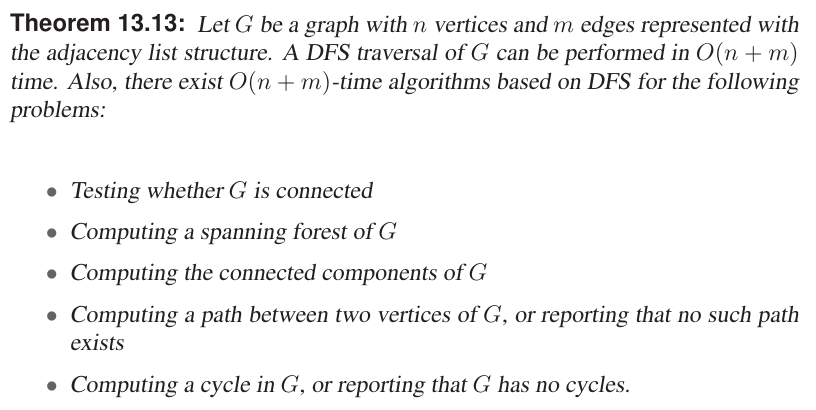 Theorem 13.13: Let G be a graph with n vertices and m edges represented with
the adjacency list structure. A DFS traversal of G can be performed in O(n + m)
time. Also, there exist O(n + m)-time algorithms based on DFS for the following
problems:
• Testing whether G is connected
• Computing a spanning forest of G
• Computing the connected components of G
• Computing a path between two vertices of G, or reporting that no such path
exists
• Computing a cycle in G, or reporting that G has no cycles.